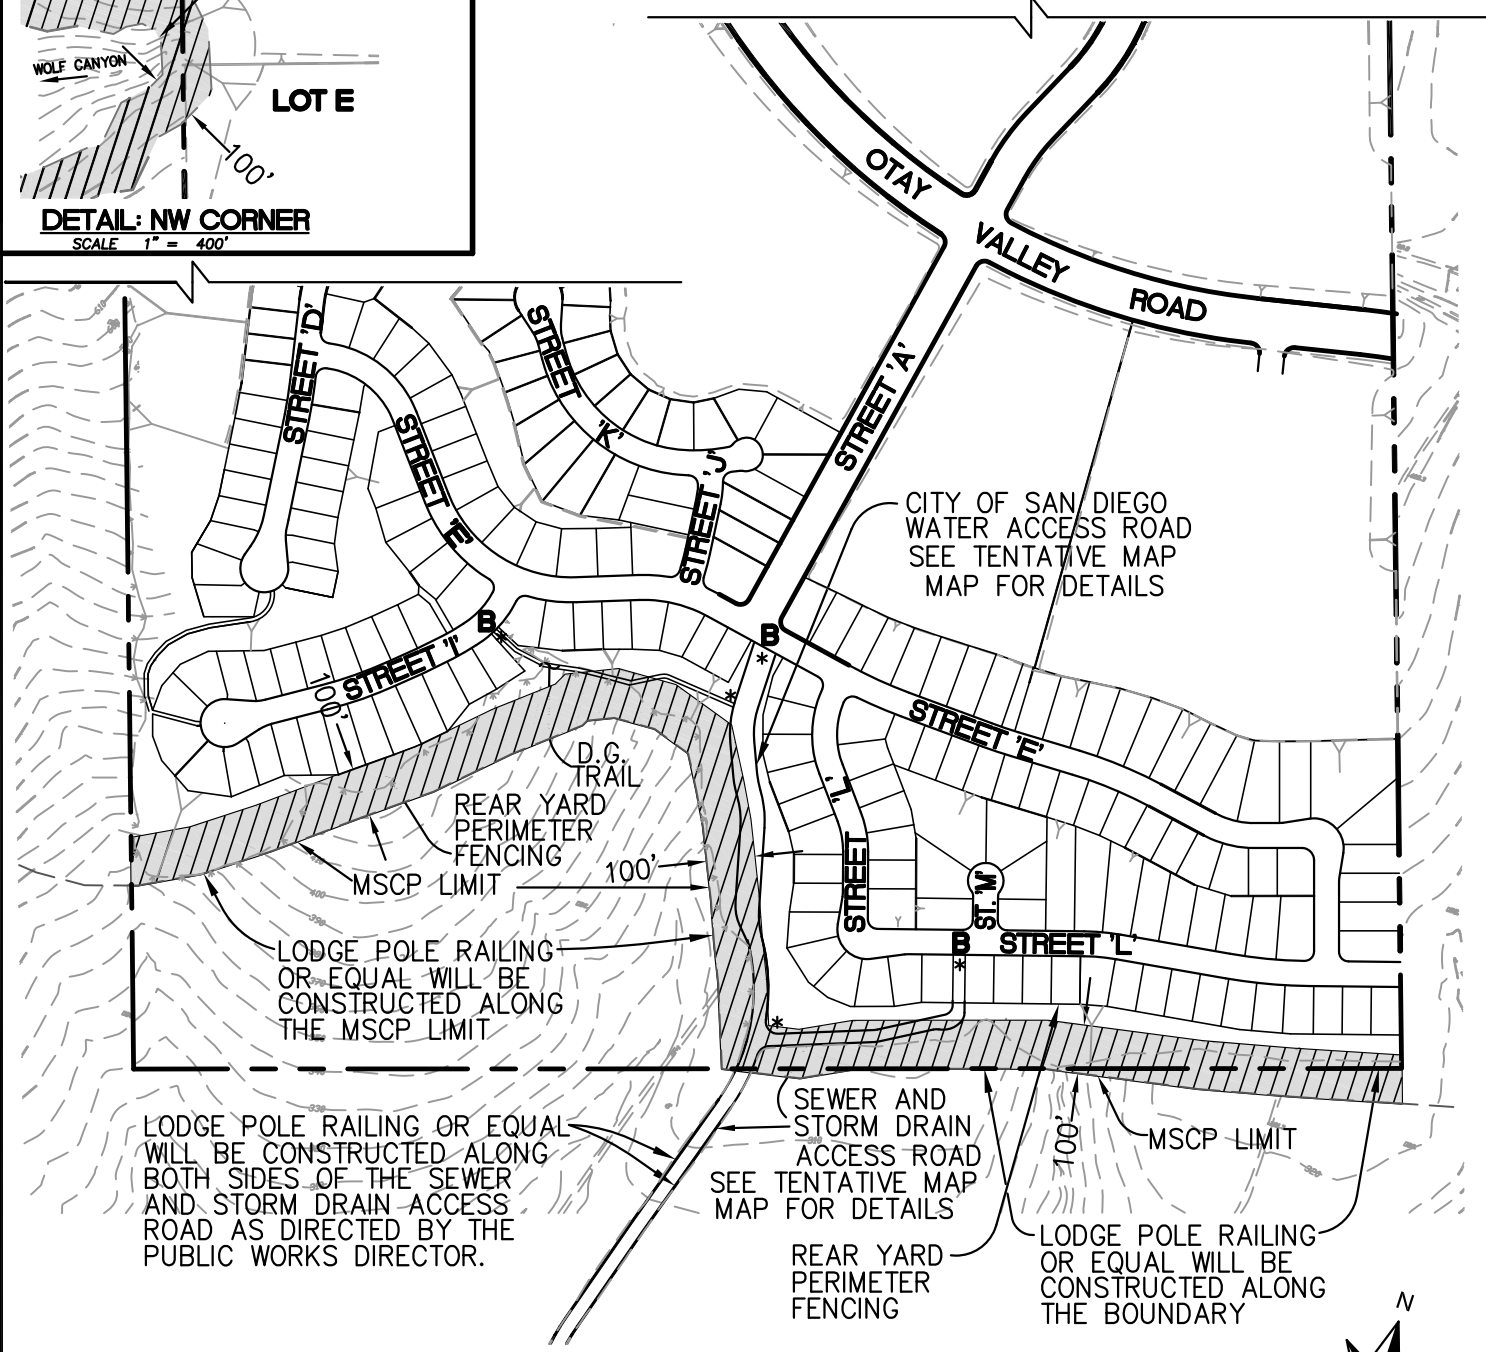 WOLF CANYON
LOT E
100'
DETAIL: NW CORNER
SCALE 1" = 400'
OTAY
VALLEY
ROAD
STREET 'D'
STREET
'K'
STREET 'A'
STREET 'E'
STREET 'J'
CITY OF SAN DIEGO
WATER ACCESS ROAD
SEE TENTATIVE MAP
MAP FOR DETAILS
B
B
STREET 'I'
100'
STREET 'E'
D.G.
TRAIL
REAR YARD
PERIMETER
FENCING
100'
MSCP LIMIT
STREET
'L'
ST. 'M'
B
STREET 'L'
LODGE POLE RAILING
OR EQUAL WILL BE
CONSTRUCTED ALONG
THE MSCP LIMIT
LODGE POLE RAILING OR EQUAL
WILL BE CONSTRUCTED ALONG
BOTH SIDES OF THE SEWER
AND STORM DRAIN ACCESS
ROAD AS DIRECTED BY THE
PUBLIC WORKS DIRECTOR.
SEWER AND
STORM DRAIN
ACCESS ROAD
SEE TENTATIVE MAP
MAP FOR DETAILS
100'
MSCP LIMIT
REAR YARD
PERIMETER
FENCING
LODGE POLE RAILING
OR EQUAL WILL BE
CONSTRUCTED ALONG
THE BOUNDARY
N